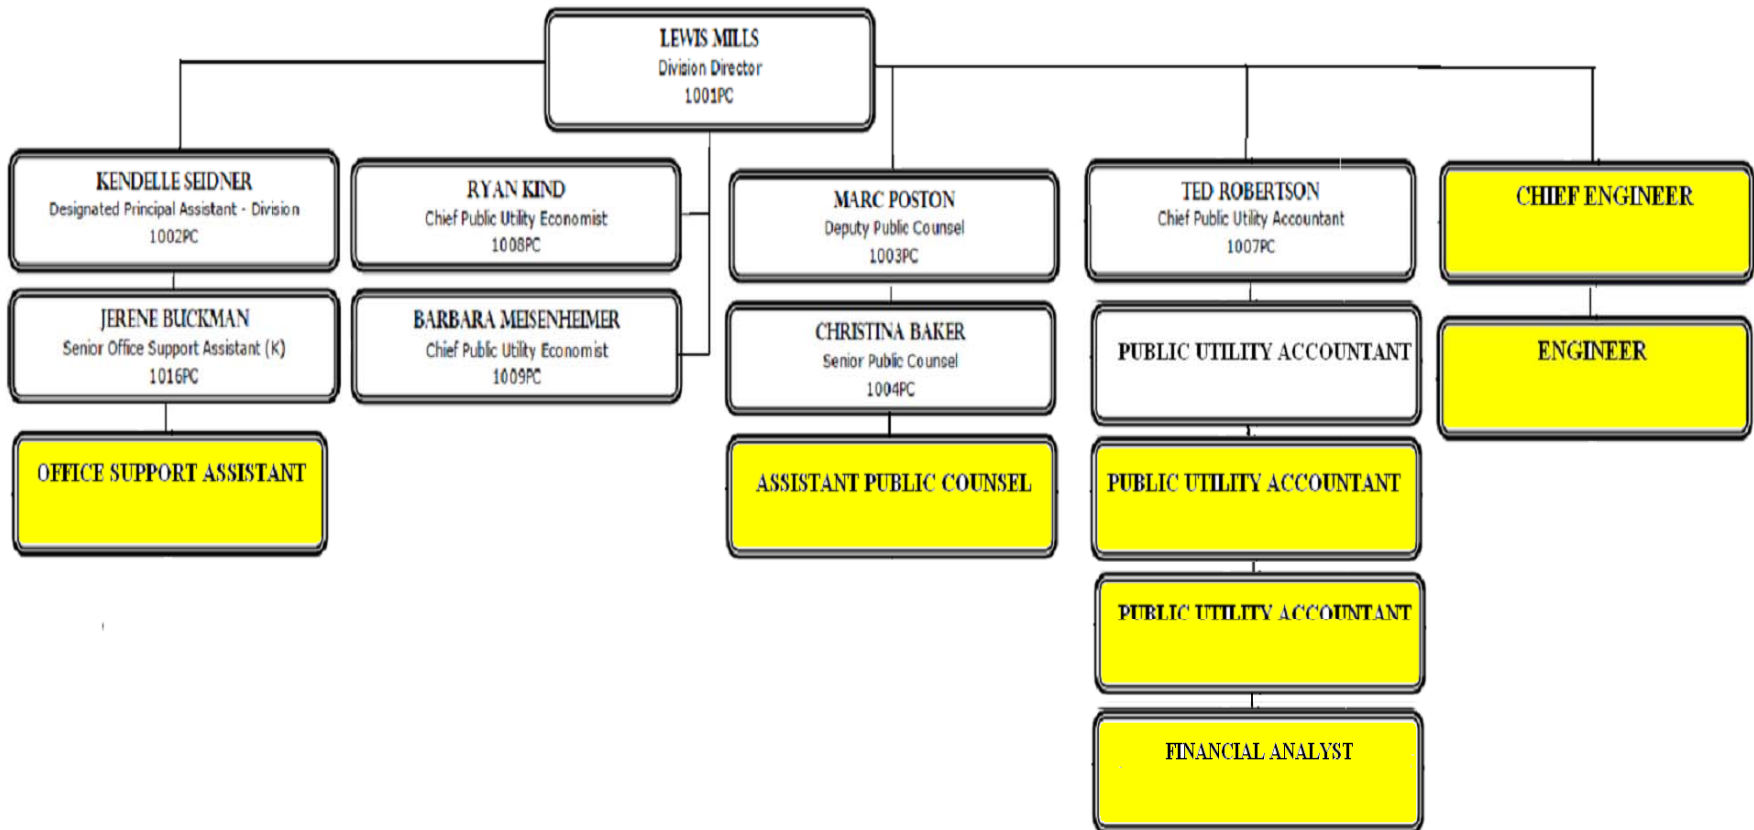 LEWIS MILLS
Division Director
1001PC
KENDELLE SEIDNER
Designated Principal Assistant - Division
1002PC
JERENE BUCKMAN
Senior Office Support Assistant (K)
1016PC
OFFICE SUPPORT ASSISTANT
RYAN KIND
Chief Public Utility Economist
1008PC
BARBARA MEISENHEIMER
Chief Public Utility Economist
1009PC
MARC POSTON
Deputy Public Counsel
1003PC
CHRISTINA BAKER
Senior Public Counsel
1004PC
ASSISTANT PUBLIC COUNSEL
TED ROBERTSON
Chief Public Utility Accountant
1007PC
PUBLIC UTILITY ACCOUNTANT
PUBLIC UTILITY ACCOUNTANT
PUBLIC UTILITY ACCOUNTANT
FINANCIAL ANALYST
CHIEF ENGINEER
ENGINEER